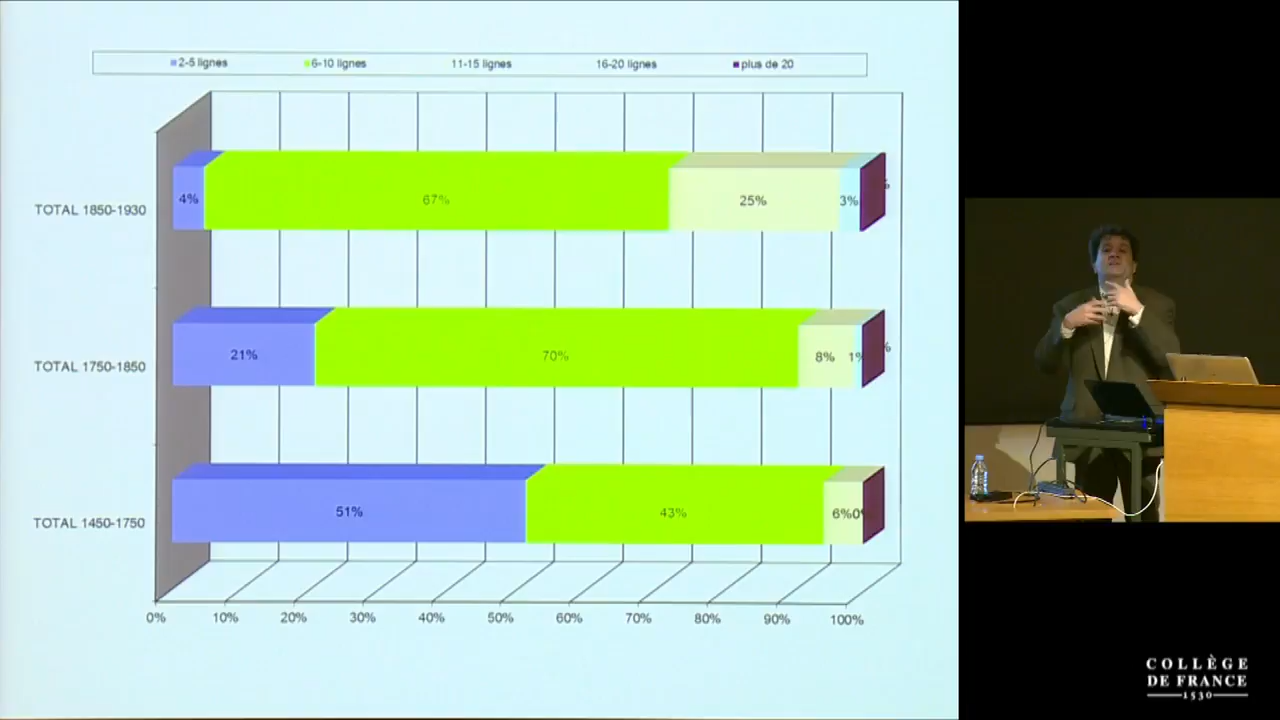 2-5 lignes 6-10 lignes 11-15 lignes 16-20 lignes plus de 20
TOTAL 1850-1930
4% 67% 25% 3%
TOTAL 1750-1850
21% 70% 8% 1%
TOTAL 1450-1750
51% 43% 6%
0% 10% 20% 30% 40% 50% 60% 70% 80% 90% 100%
COLLÈGE
DE FRANCE
1530